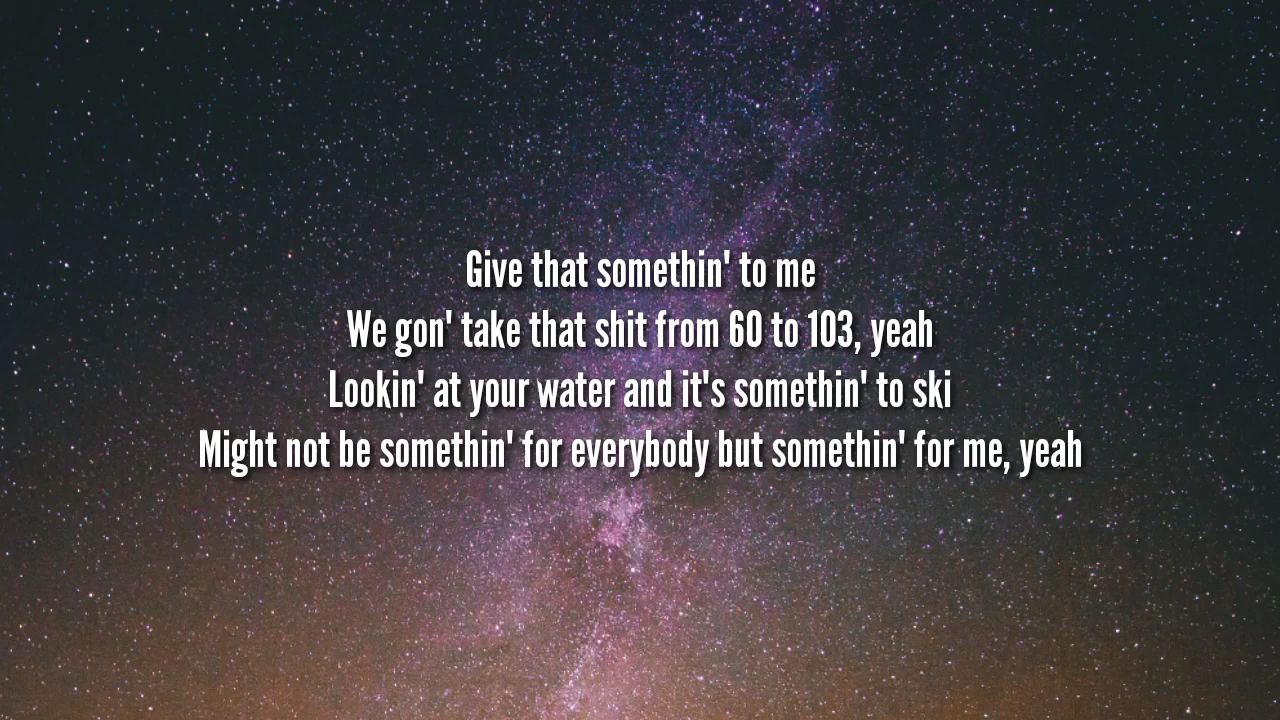 Give that somethin' to me
We gon' take that shit from 60 to 103, yeah
Lookin' at your water and it's somethin' to ski
Might not be somethin' for everybody but somethin' for me, yeah